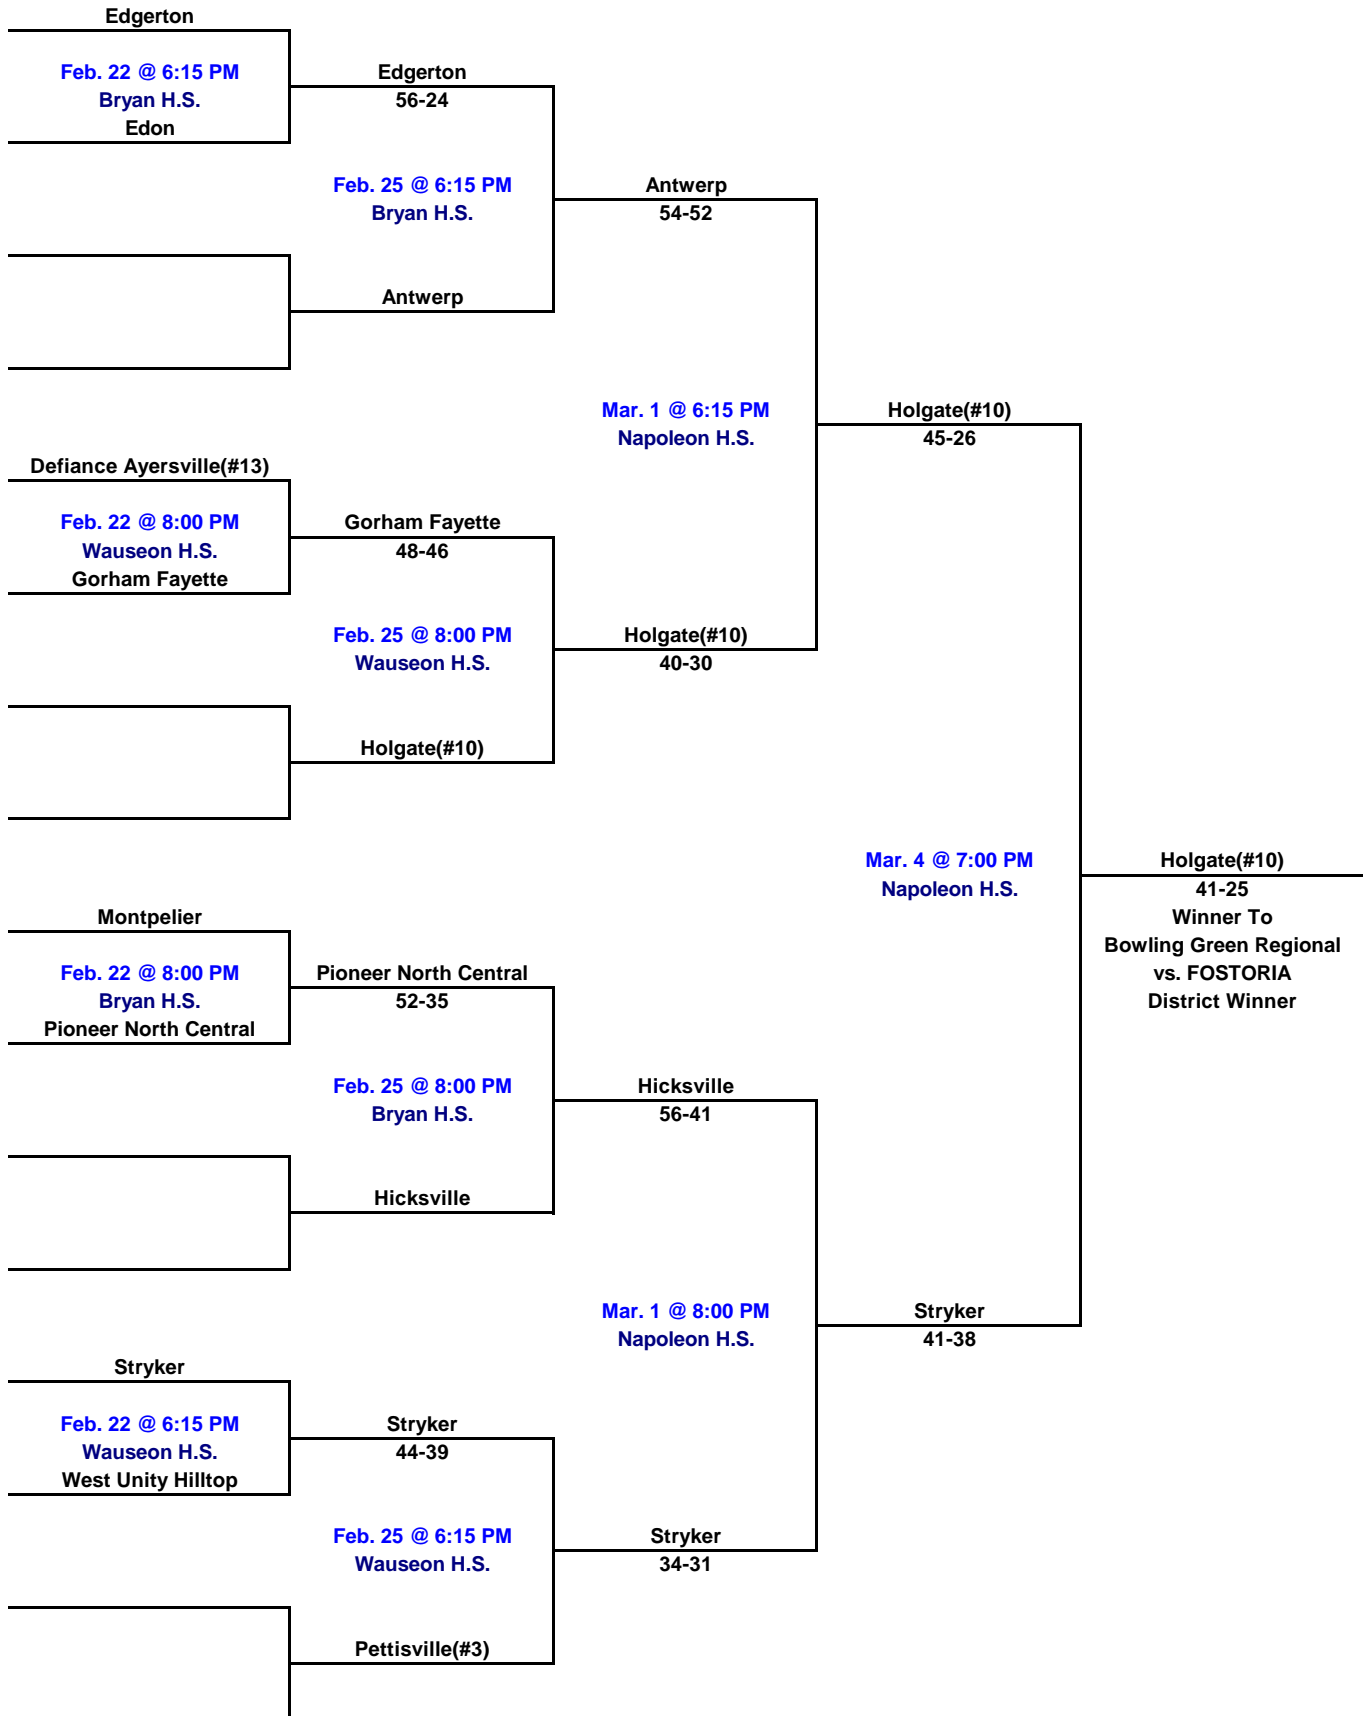 Edgerton
Feb. 22 @ 6:15 PM
Bryan H.S.
Edon
Edgerton
56-24
Feb. 25 @ 6:15 PM
Bryan H.S.
Antwerp
Antwerp
54-52
Defiance Ayersville(#13)
Feb. 22 @ 8:00 PM
Wauseon H.S.
Gorham Fayette
Gorham Fayette
48-46
Feb. 25 @ 8:00 PM
Wauseon H.S.
Holgate(#10)
Holgate(#10)
40-30
Mar. 1 @ 6:15 PM
Napoleon H.S.
Holgate(#10)
45-26
Montpelier
Feb. 22 @ 8:00 PM
Bryan H.S.
Pioneer North Central
Pioneer North Central
52-35
Feb. 25 @ 8:00 PM
Bryan H.S.
Hicksville
Hicksville
56-41
Stryker
Feb. 22 @ 6:15 PM
Wauseon H.S.
West Unity Hilltop
Stryker
44-39
Feb. 25 @ 6:15 PM
Wauseon H.S.
Pettisville(#3)
Stryker
34-31
Mar. 1 @ 8:00 PM
Napoleon H.S.
Stryker
41-38
Mar. 4 @ 7:00 PM
Napoleon H.S.
Holgate(#10)
41-25
Winner To
Bowling Green Regional
vs. FOSTORIA
District Winner